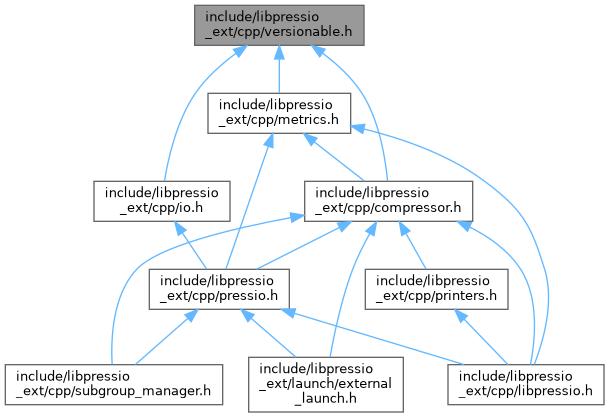 include/libpressio
_ext/cpp/versionable.h
include/libpressio
_ext/cpp/metrics.h
include/libpressio
_ext/cpp/io.h
include/libpressio
_ext/cpp/compressor.h
include/libpressio
_ext/cpp/pressio.h
include/libpressio
_ext/cpp/printers.h
include/libpressio
_ext/cpp/subgroup_manager.h
include/libpressio
_ext/launch/external
_launch.h
include/libpressio
_ext/cpp/libpressio.h